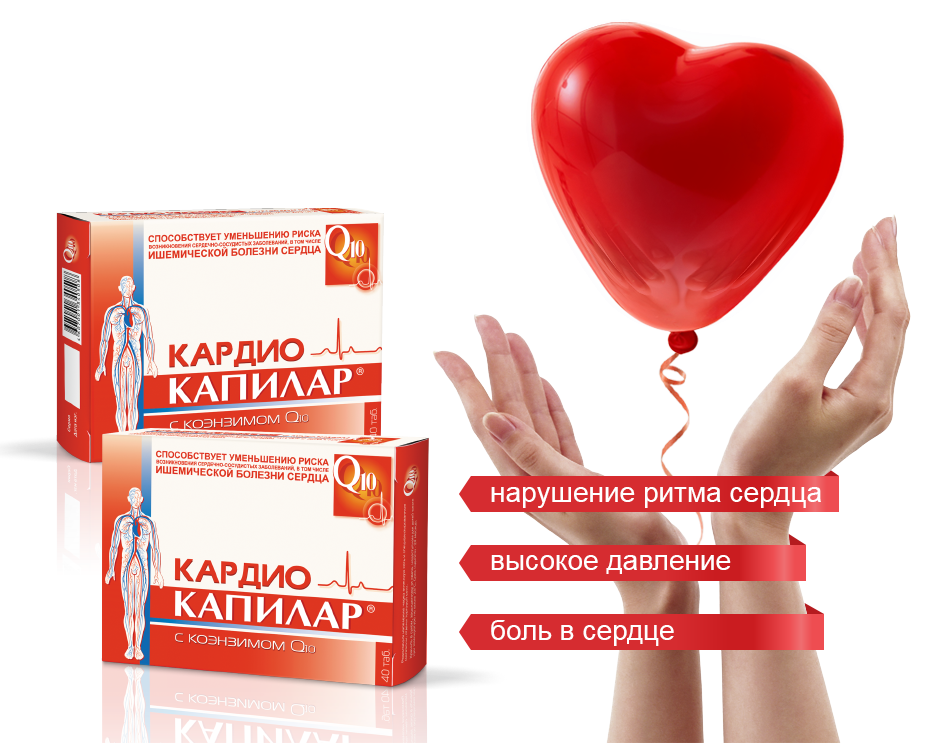 СПОСОБСТВУЕТ УМЕНЬШЕНИЮ РИСКА
ВОЗНИКНОВЕНИЯ СЕРДЕЧНО-СОСУДИСТЫХ ЗАБОЛЕВАНИЙ, В ТОМ ЧИСЛЕ
ИШЕМИЧЕСКОЙ БОЛЕЗНИ СЕРДЦА
Q10
КАРДИО
КАПИЛАР®
С КОЭНЗИМОМ Q10
40 таб.
СПОСОБСТВУЕТ УМЕНЬШЕНИЮ РИСКА
ВОЗНИКНОВЕНИЯ СЕРДЕЧНО-СОСУДИСТЫХ ЗАБОЛЕВАНИЙ, В ТОМ ЧИСЛЕ
ИШЕМИЧЕСКОЙ БОЛЕЗНИ СЕРДЦА
Q10
КАРДИО
КАПИЛАР®
С КОЭНЗИМОМ Q10
40 таб.
нарушение ритма сердца
высокое давление
боль в сердце